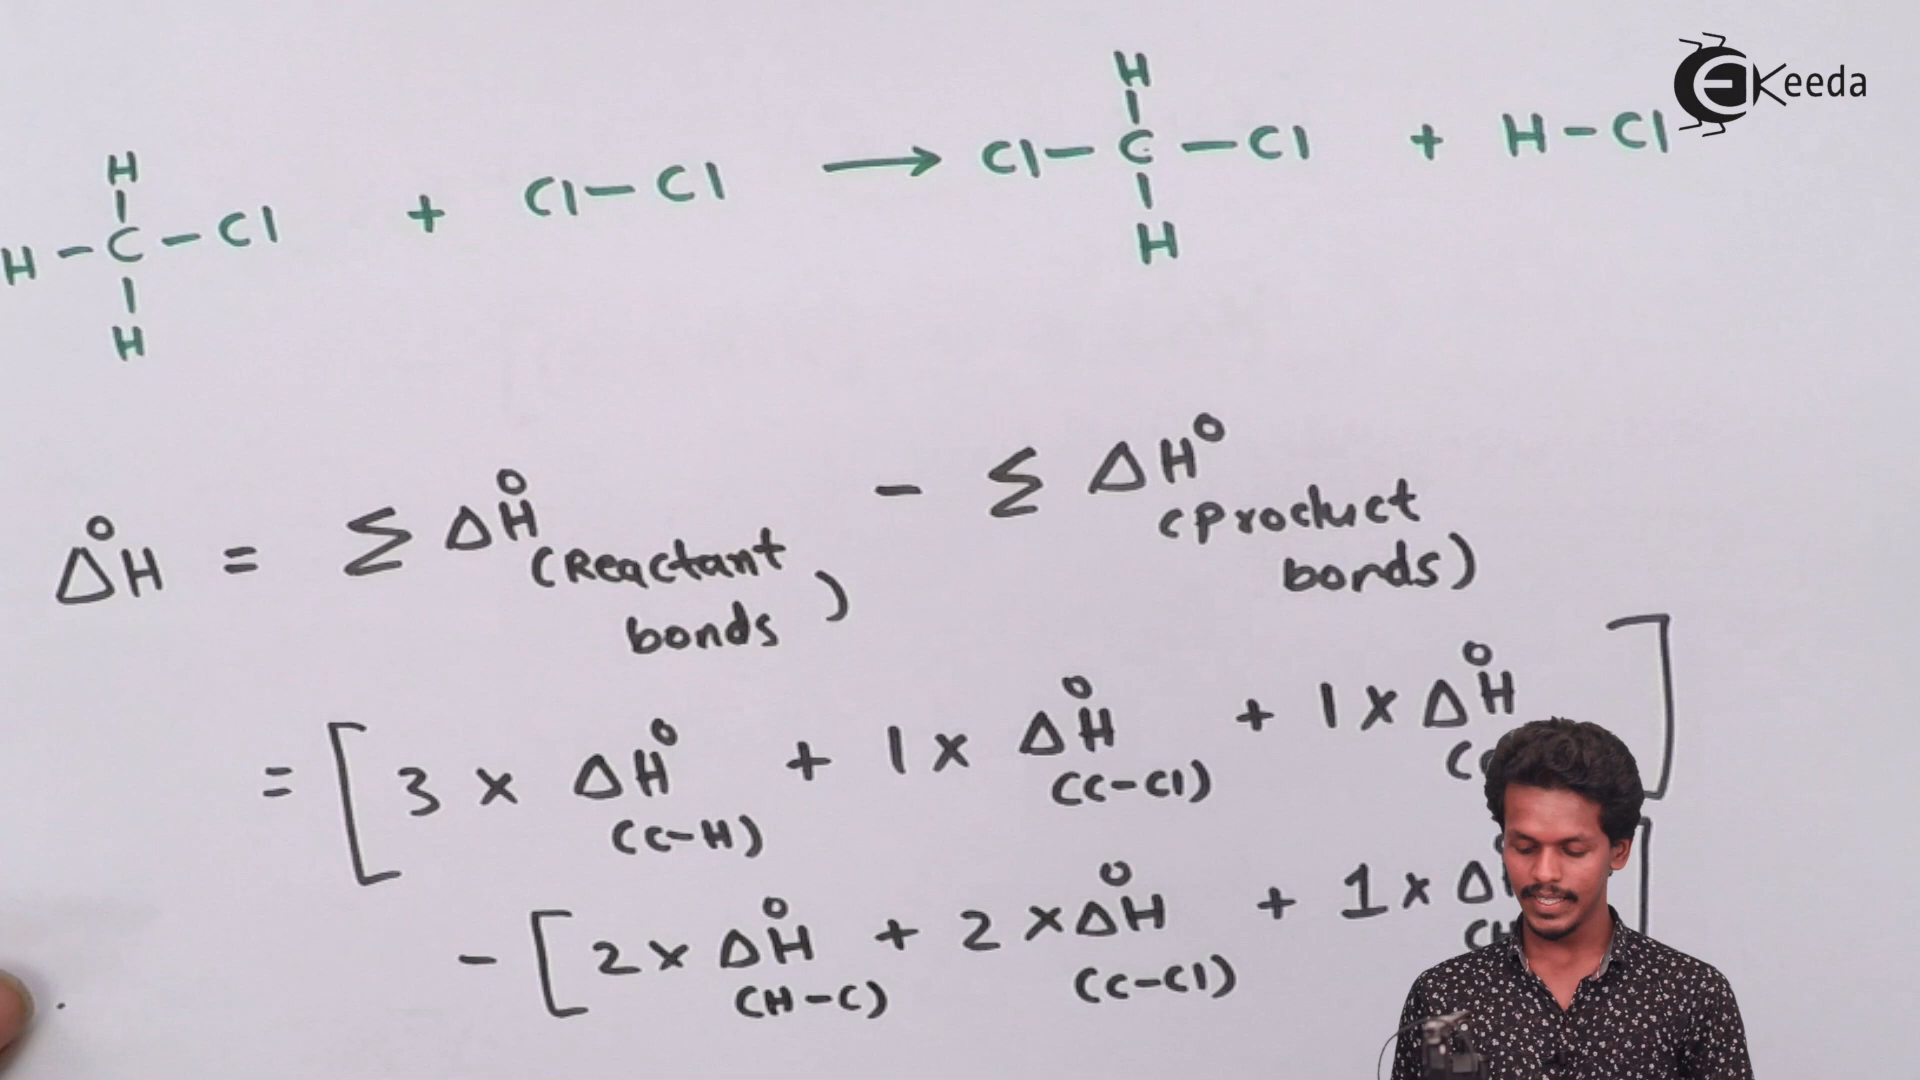 EKeeda
H
H - C - Cl + Cl - Cl → Cl - C - Cl + H - Cl
H
H
H
ΔH° = Σ ΔH° (Reactant bonds) - Σ ΔH° (Product bonds)
= [ 3 × ΔH° (C-H) + 1 × ΔH° (C-Cl) + 1 × ΔH° ]
- [ 2 × ΔH° (H-C) + 2 × ΔH° (C-Cl) + 1 × Δ ]